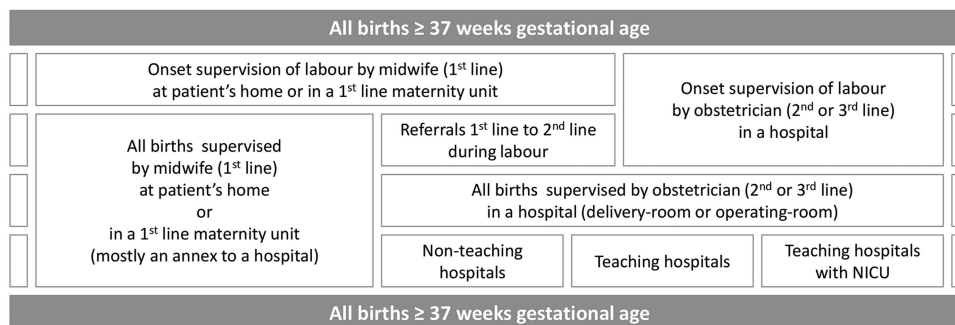 All births ≥ 37 weeks gestational age
Onset supervision of labour by midwife (1st line)
at patient's home or in a 1st line maternity unit
Onset supervision of labour
by obstetrician (2nd or 3rd line)
in a hospital
All births supervised
by midwife (1st line)
at patient's home
or
in a 1st line maternity unit
(mostly an annex to a hospital)
Referrals 1st line to 2nd line
during labour
All births supervised by obstetrician (2nd or 3rd line)
in a hospital (delivery-room or operating-room)
Non-teaching
hospitals
Teaching hospitals
Teaching hospitals
with NICU
All births ≥ 37 weeks gestational age